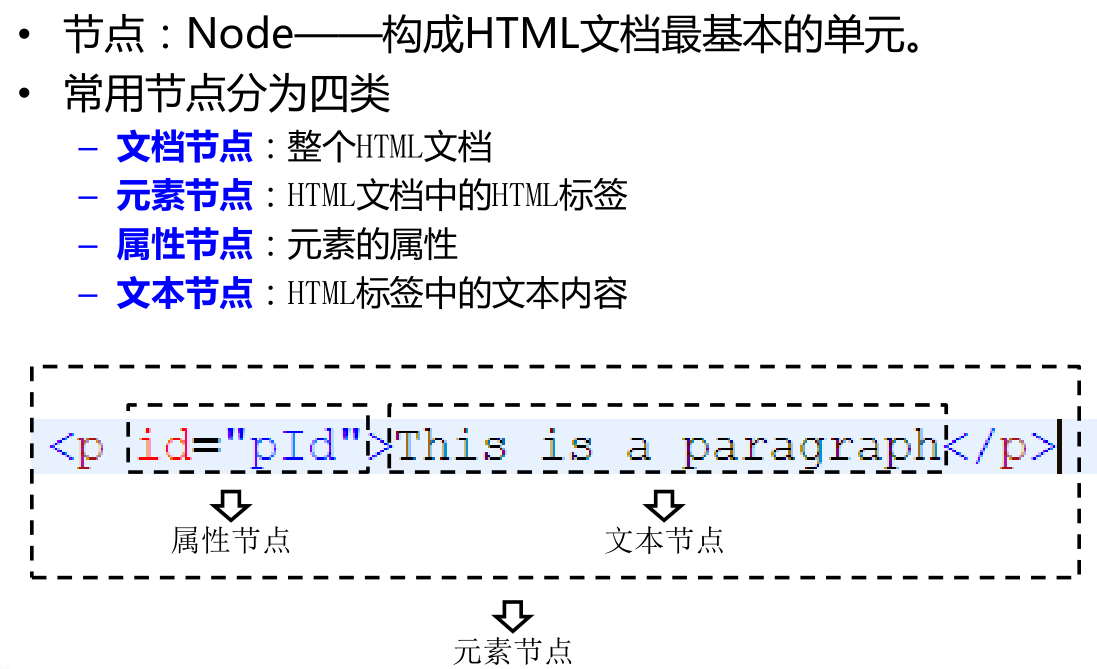 • 节点：Node——构成HTML文档最基本的单元。
• 常用节点分为四类
– 文档节点：整个HTML文档
– 元素节点：HTML文档中的HTML标签
– 属性节点：元素的属性
– 文本节点：HTML标签中的文本内容
<p id="pId">This is a paragraph</p>
属性节点 文本节点
元素节点